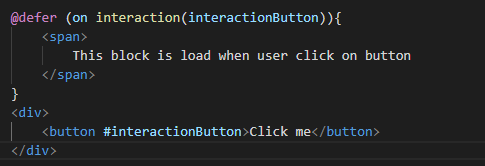 @defer (on interaction(interactionButton)){
<span>
This block is load when user click on button
</span>
}
<div>
<button #interactionButton>Click me</button>
</div>